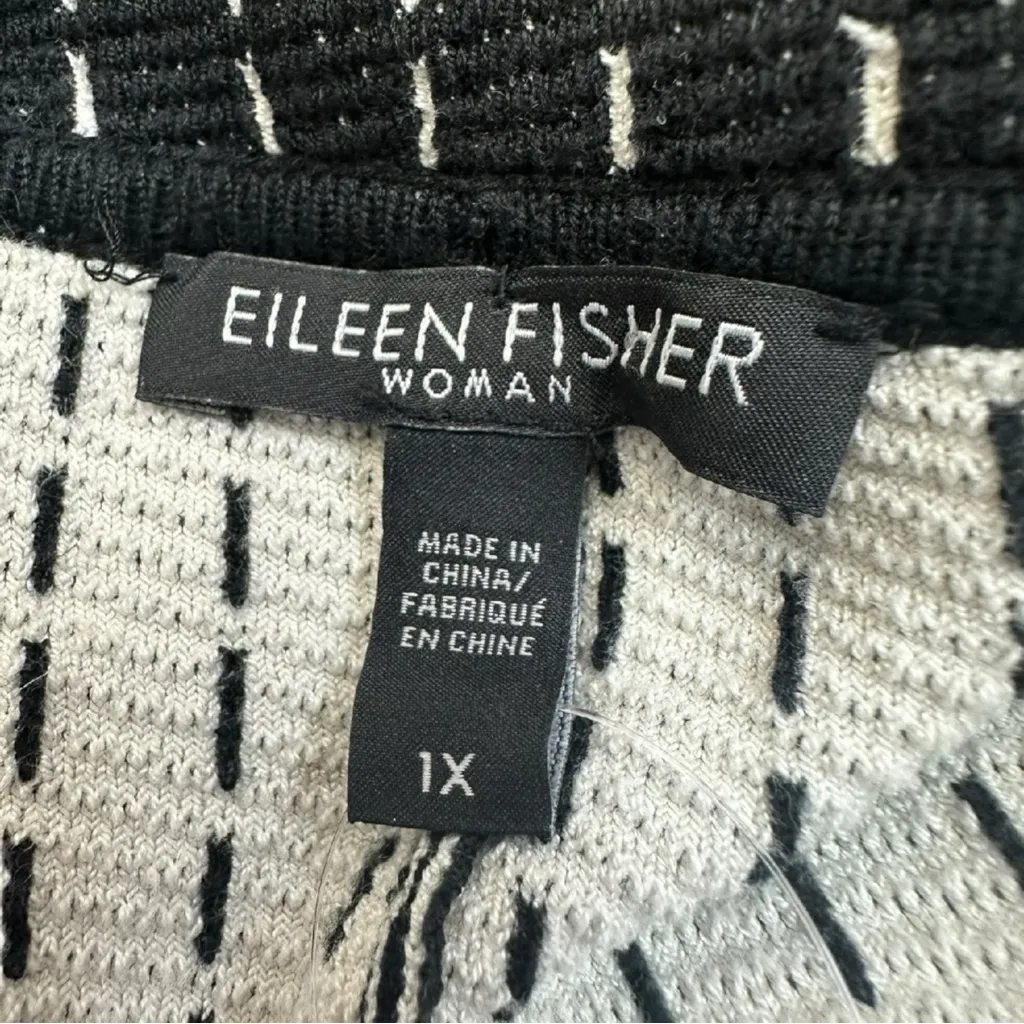 EILEEN FISHER
WOMAN
MADE IN
CHINA/
FABRIQUÉ
EN CHINE
1X